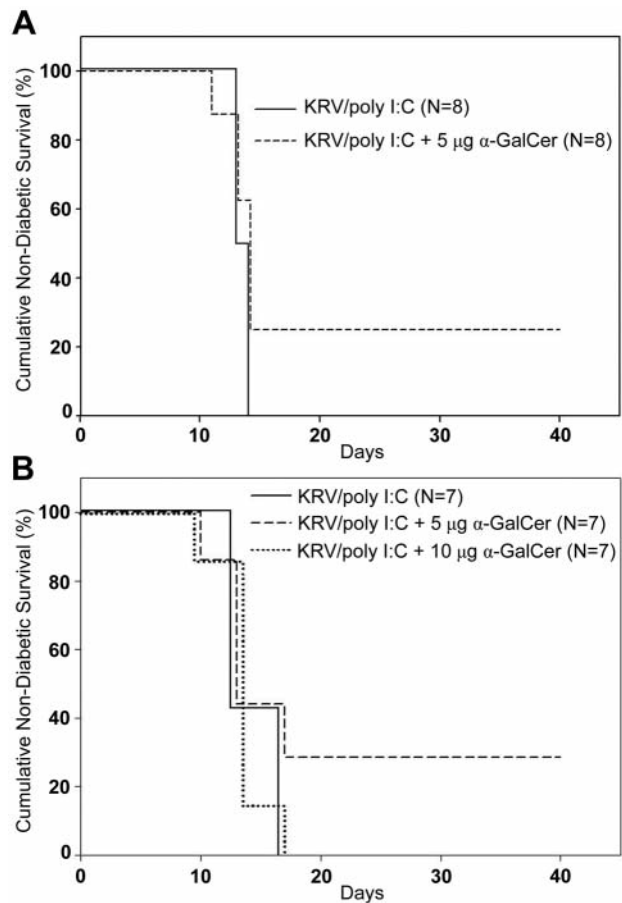 A
Cumulative Non-Diabetic Survival (%)
100
80
60
40
20
0
KRV/poly I:C (N=8)
KRV/poly I:C + 5 μg α-GalCer (N=8)
0 10 20 30 40
Days
B
Cumulative Non-Diabetic Survival (%)
100
80
60
40
20
0
KRV/poly I:C (N=7)
KRV/poly I:C + 5 μg α-GalCer (N=7)
KRV/poly I:C + 10 μg α-GalCer (N=7)
0 10 20 30 40
Days